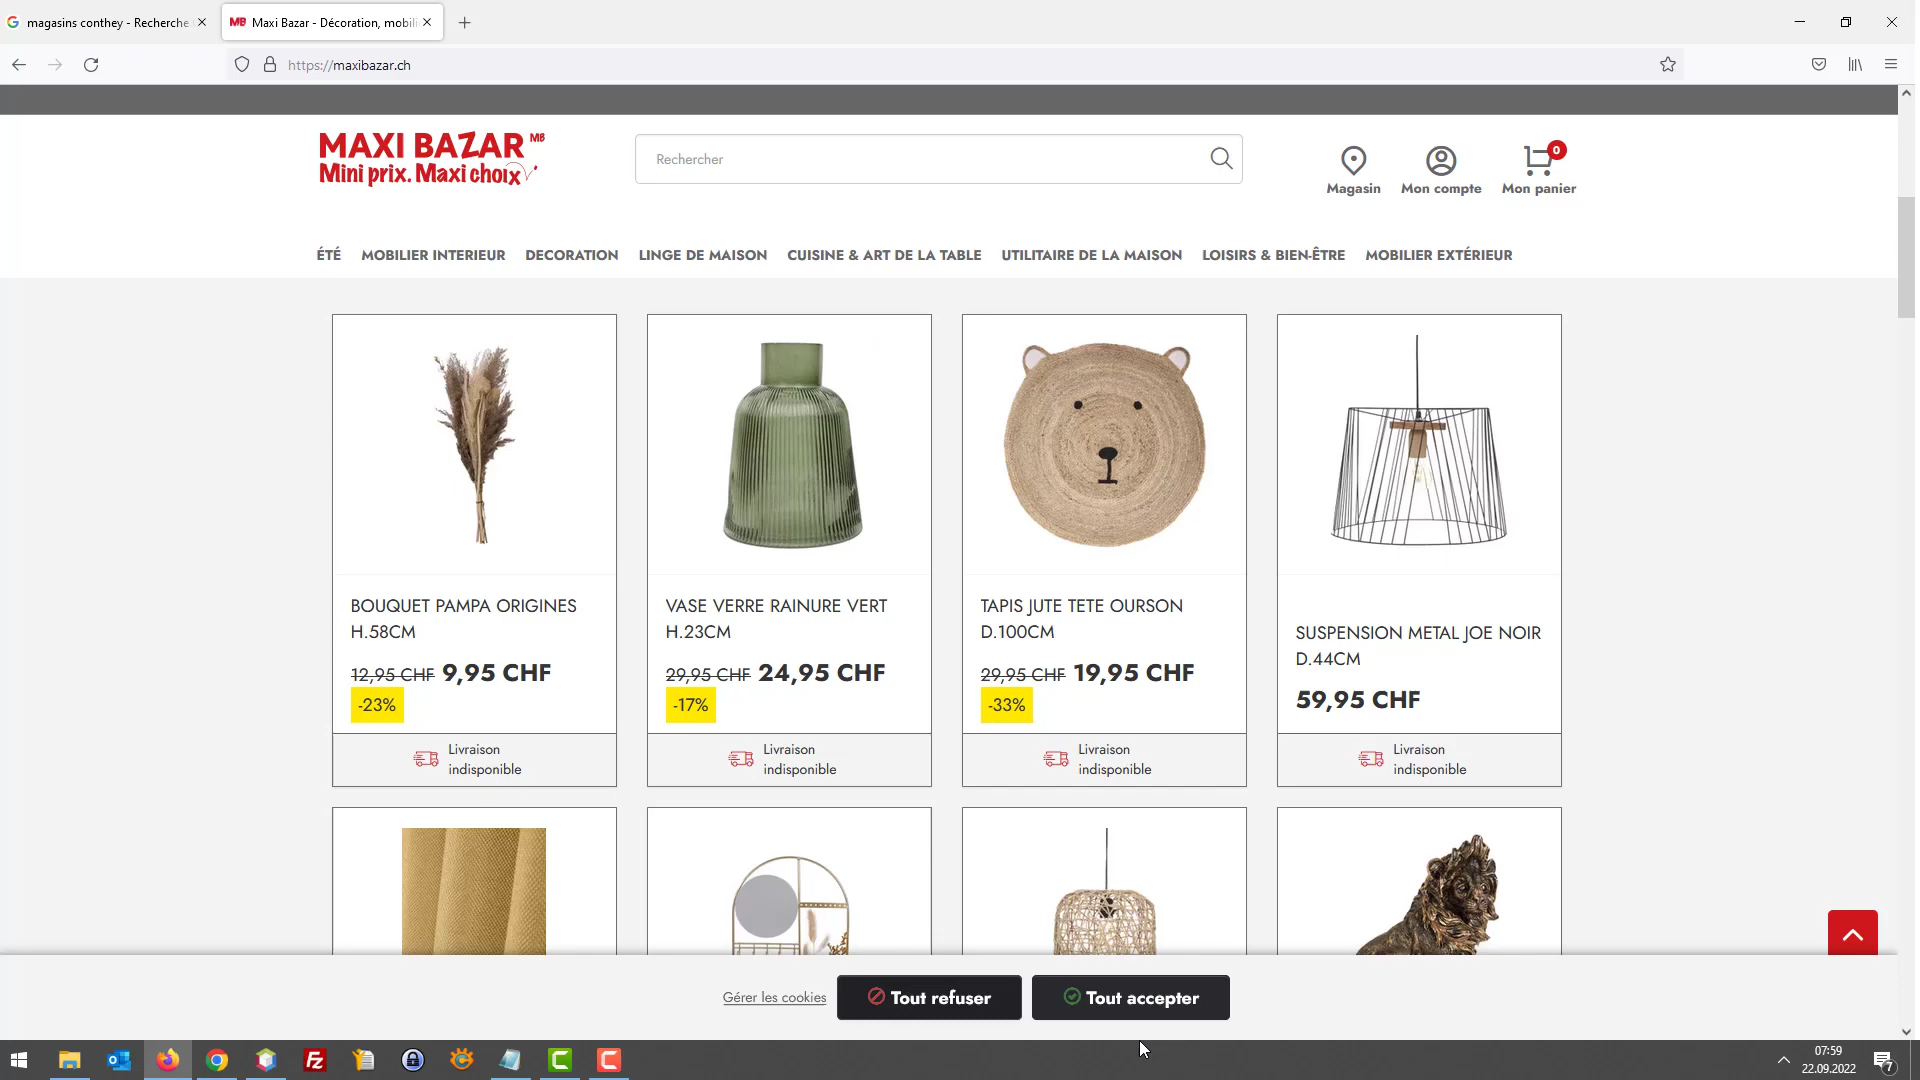 magasins conthey - Recherche
Maxi Bazar - Décoration, mobili
https://maxibazar.ch
MAXI BAZAR MB
Mini prix. Maxi choix
Rechercher
0
Magasin
Mon compte
Mon panier
ÉTÉ
MOBILIER INTERIEUR
DECORATION
LINGE DE MAISON
CUISINE & ART DE LA TABLE
UTILITAIRE DE LA MAISON
LOISIRS & BIEN-ÊTRE
MOBILIER EXTÉRIEUR
BOUQUET PAMPA ORIGINES
H.58CM
12,95 CHF 9,95 CHF
-23%
Livraison
indisponible
VASE VERRE RAINURE VERT
H.23CM
29,95 CHF 24,95 CHF
-17%
Livraison
indisponible
TAPIS JUTE TETE OURSON
D.100CM
29,95 CHF 19,95 CHF
-33%
Livraison
indisponible
SUSPENSION METAL JOE NOIR
D.44CM
59,95 CHF
Livraison
indisponible
Gérer les cookies
Tout refuser
Tout accepter
07:59
22.09.2022
7